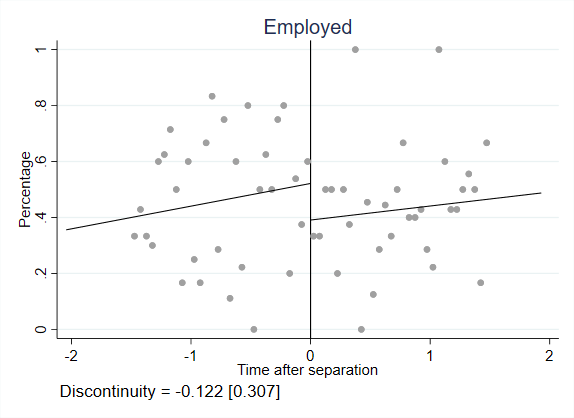 Employed
Percentage
1
.8
.6
.4
.2
0
-2 -1 0 1 2
Time after separation
Discontinuity = -0.122 [0.307]